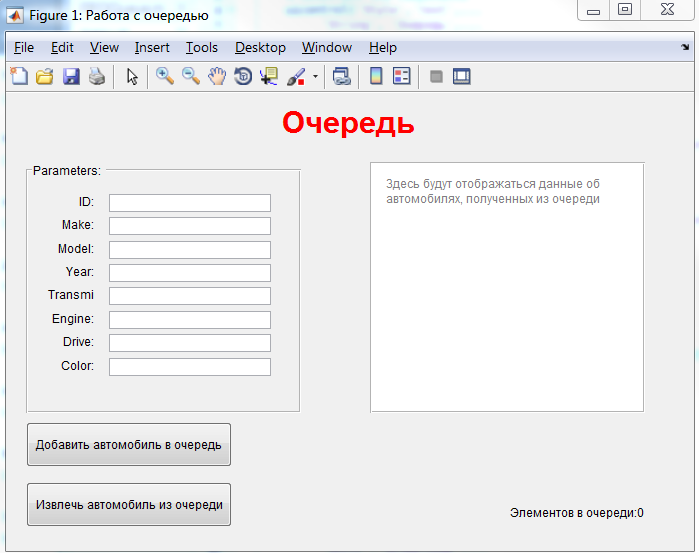 Figure 1: Работа с очередью
File Edit View Insert Tools Desktop Window Help
Очередь
Parameters:
ID:
Make:
Model:
Year:
Transmi
Engine:
Drive:
Color:
Здесь будут отображаться данные об
автомобилях, полученных из очереди
Добавить автомобиль в очередь
Извлечь автомобиль из очереди
Элементов в очереди:0